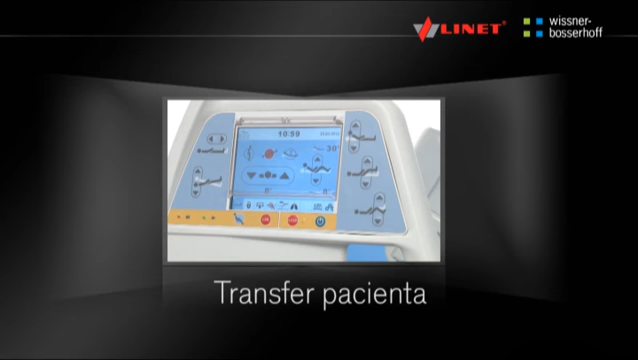 LINET®
wissner-
bosserhoff
10:59
30°
Transfer pacienta